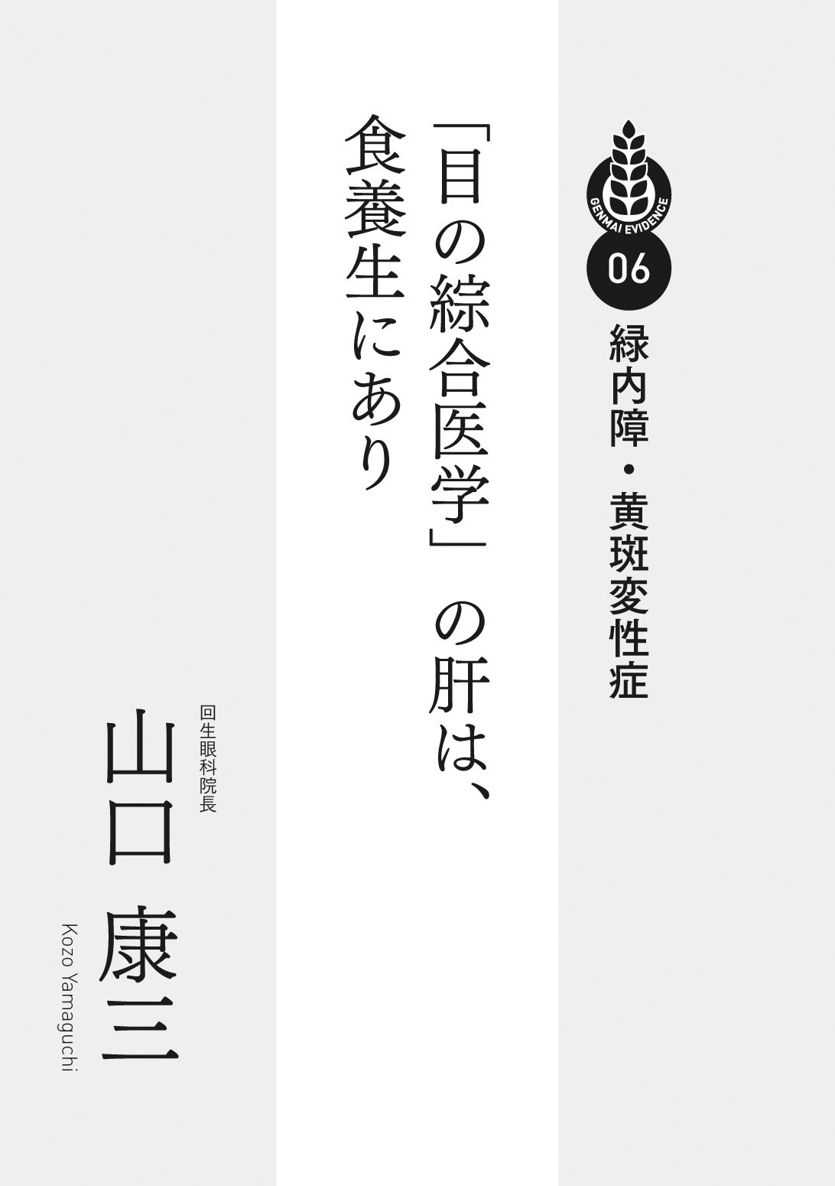 GENMAI EVIDENCE
06
緑内障・黄斑変性症
「目の綜合医学」の肝は、
食養生にあり
回生眼科院長
山口 康三
Kozo Yamaguchi